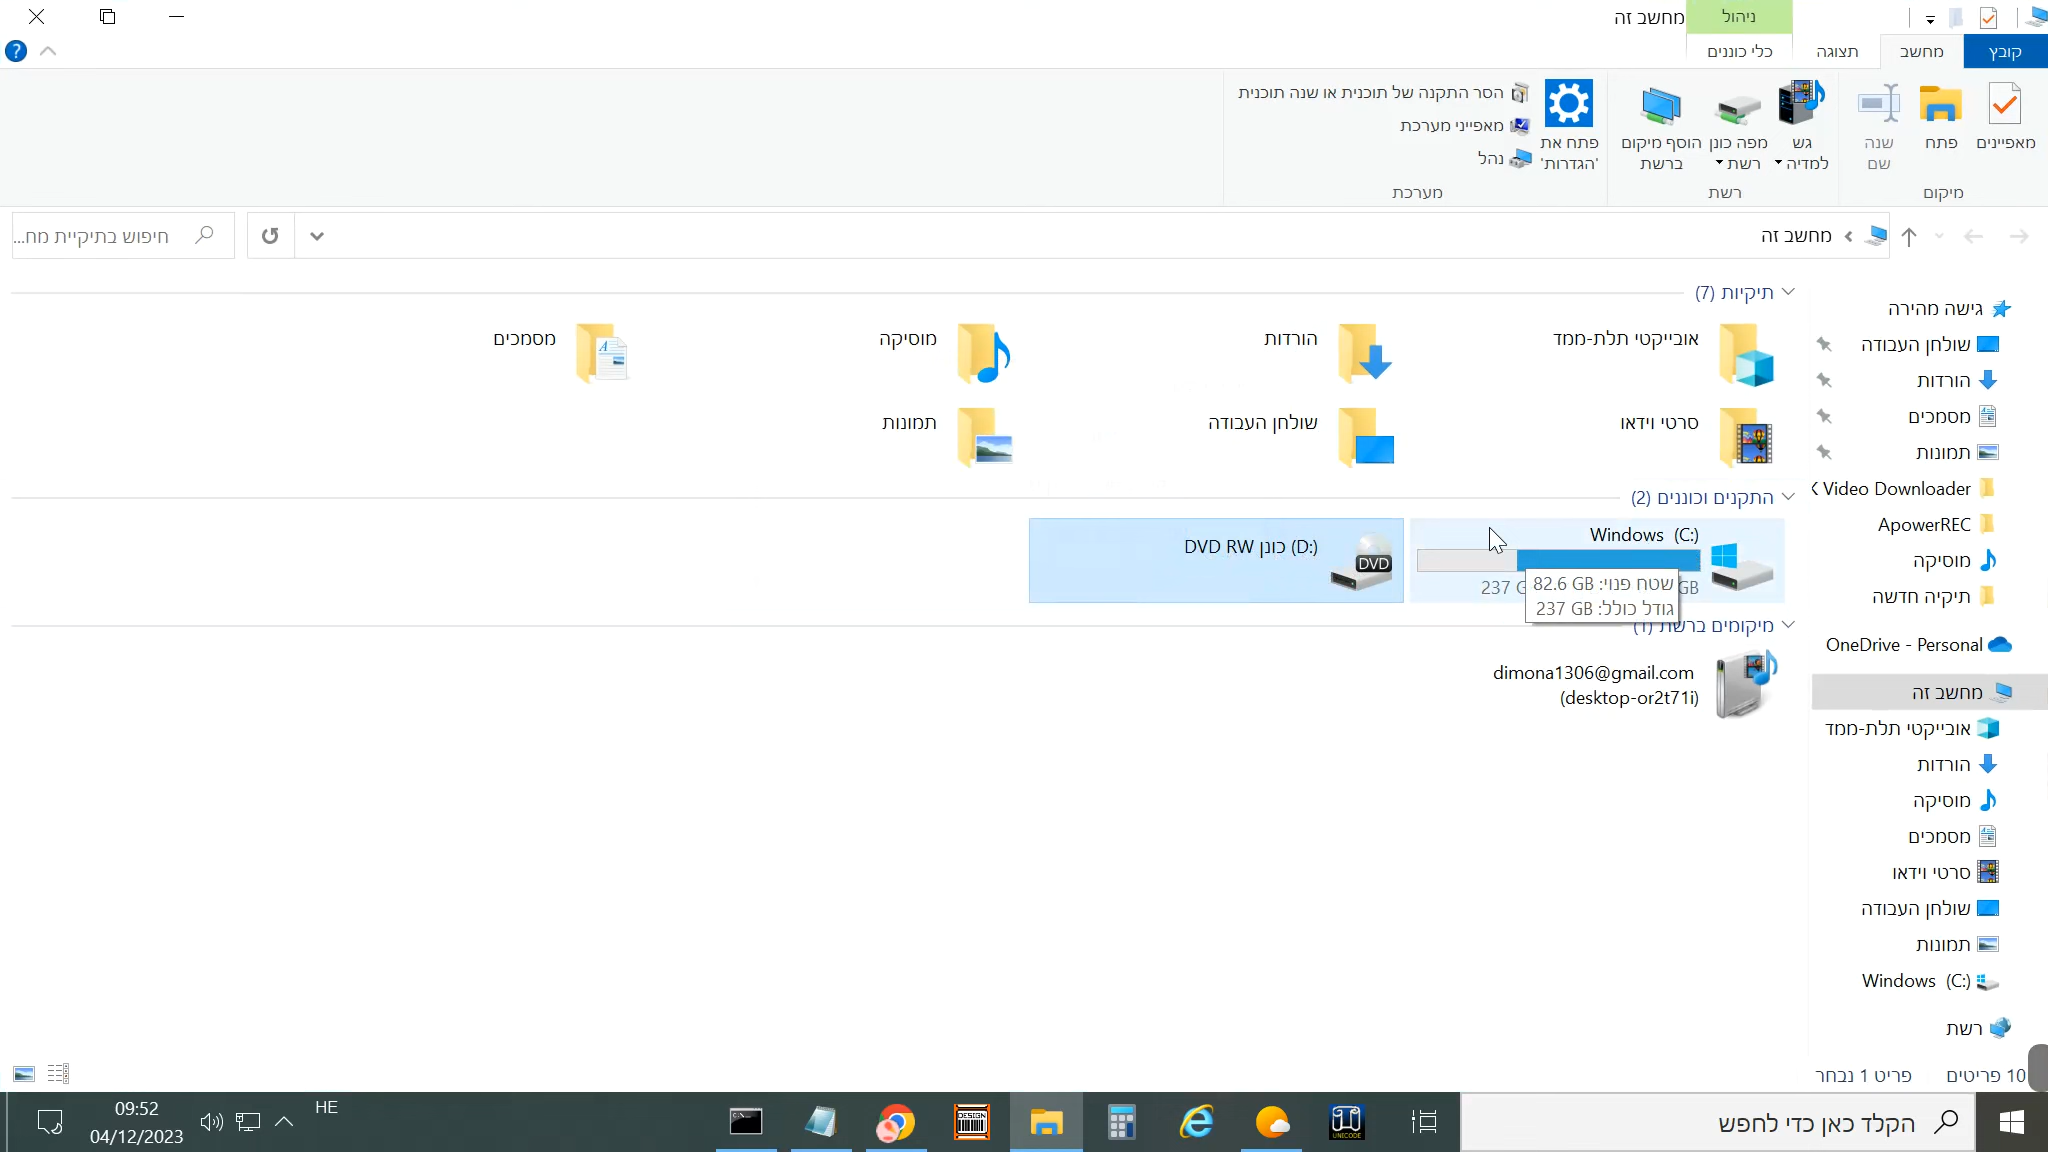 מחשב זה
ניהול
קובץ
מחשב
תצוגה
כלי כוננים
מאפיינים
פתח
שנה
שם
גש
למדיה
מפה כונן
רשת
הוסף מיקום
ברשת
פתח את
'הגדרות'
הסר התקנה של תוכנית או שנה תוכנית
מאפייני מערכת
נהל
מיקום
רשת
מערכת
מחשב זה
חיפוש בתיקיית מח...
גישה מהירה
שולחן העבודה
הורדות
מסמכים
תמונות
K Video Downloader
ApowerREC
מוסיקה
תיקיה חדשה
OneDrive - Personal
מחשב זה
אובייקטי תלת-ממד
הורדות
מוסיקה
מסמכים
סרטי וידאו
שולחן העבודה
תמונות
Windows (C:)
רשת
תיקיות (7)
אובייקטי תלת-ממד
הורדות
מוסיקה
מסמכים
סרטי וידאו
שולחן העבודה
תמונות
התקנים וכוננים (2)
Windows (C:)
237 GB
שטח פנוי: 82.6 GB
גודל כולל: 237 GB
כונן DVD RW (D:)
DVD
מיקומים ברשת (1)
dimona1306@gmail.com
(desktop-or2t71i)
10 פריטים
פריט 1 נבחר
הקלד כאן כדי לחפש
UNICODE
DESIGN
HE
09:52
04/12/2023